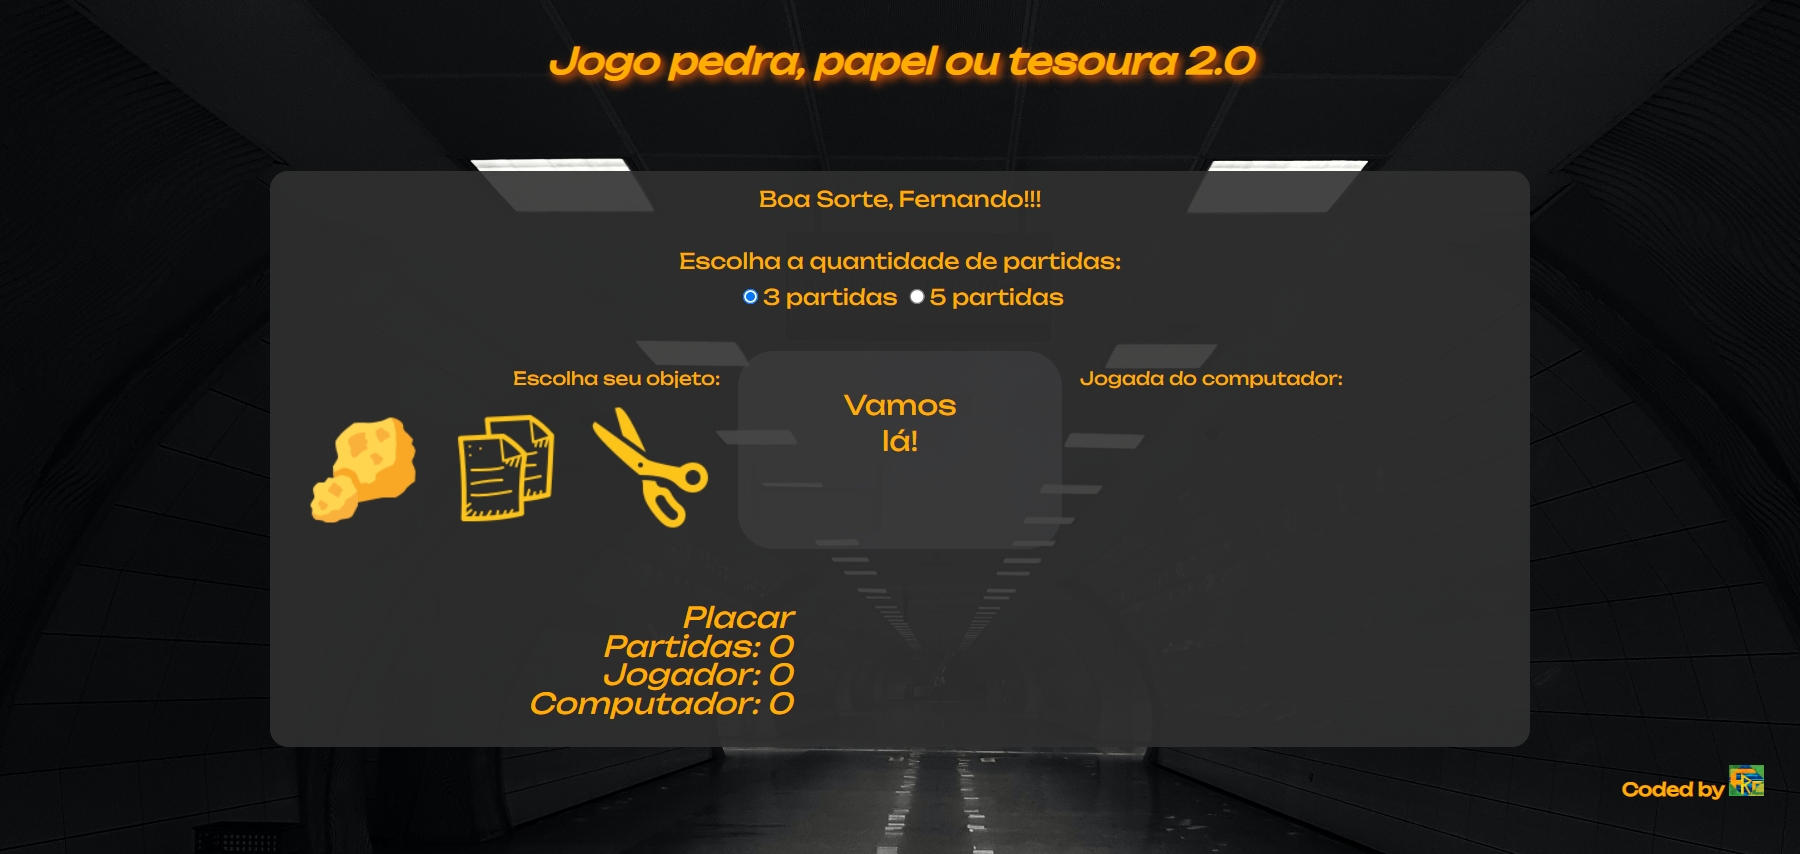 Jogo pedra, papel ou tesoura 2.0
Boa Sorte, Fernando!!!
Escolha a quantidade de partidas:
3 partidas 5 partidas
Escolha seu objeto:
Vamos
lá!
Jogada do computador:
Placar
Partidas: 0
Jogador: 0
Computador: 0
Coded by